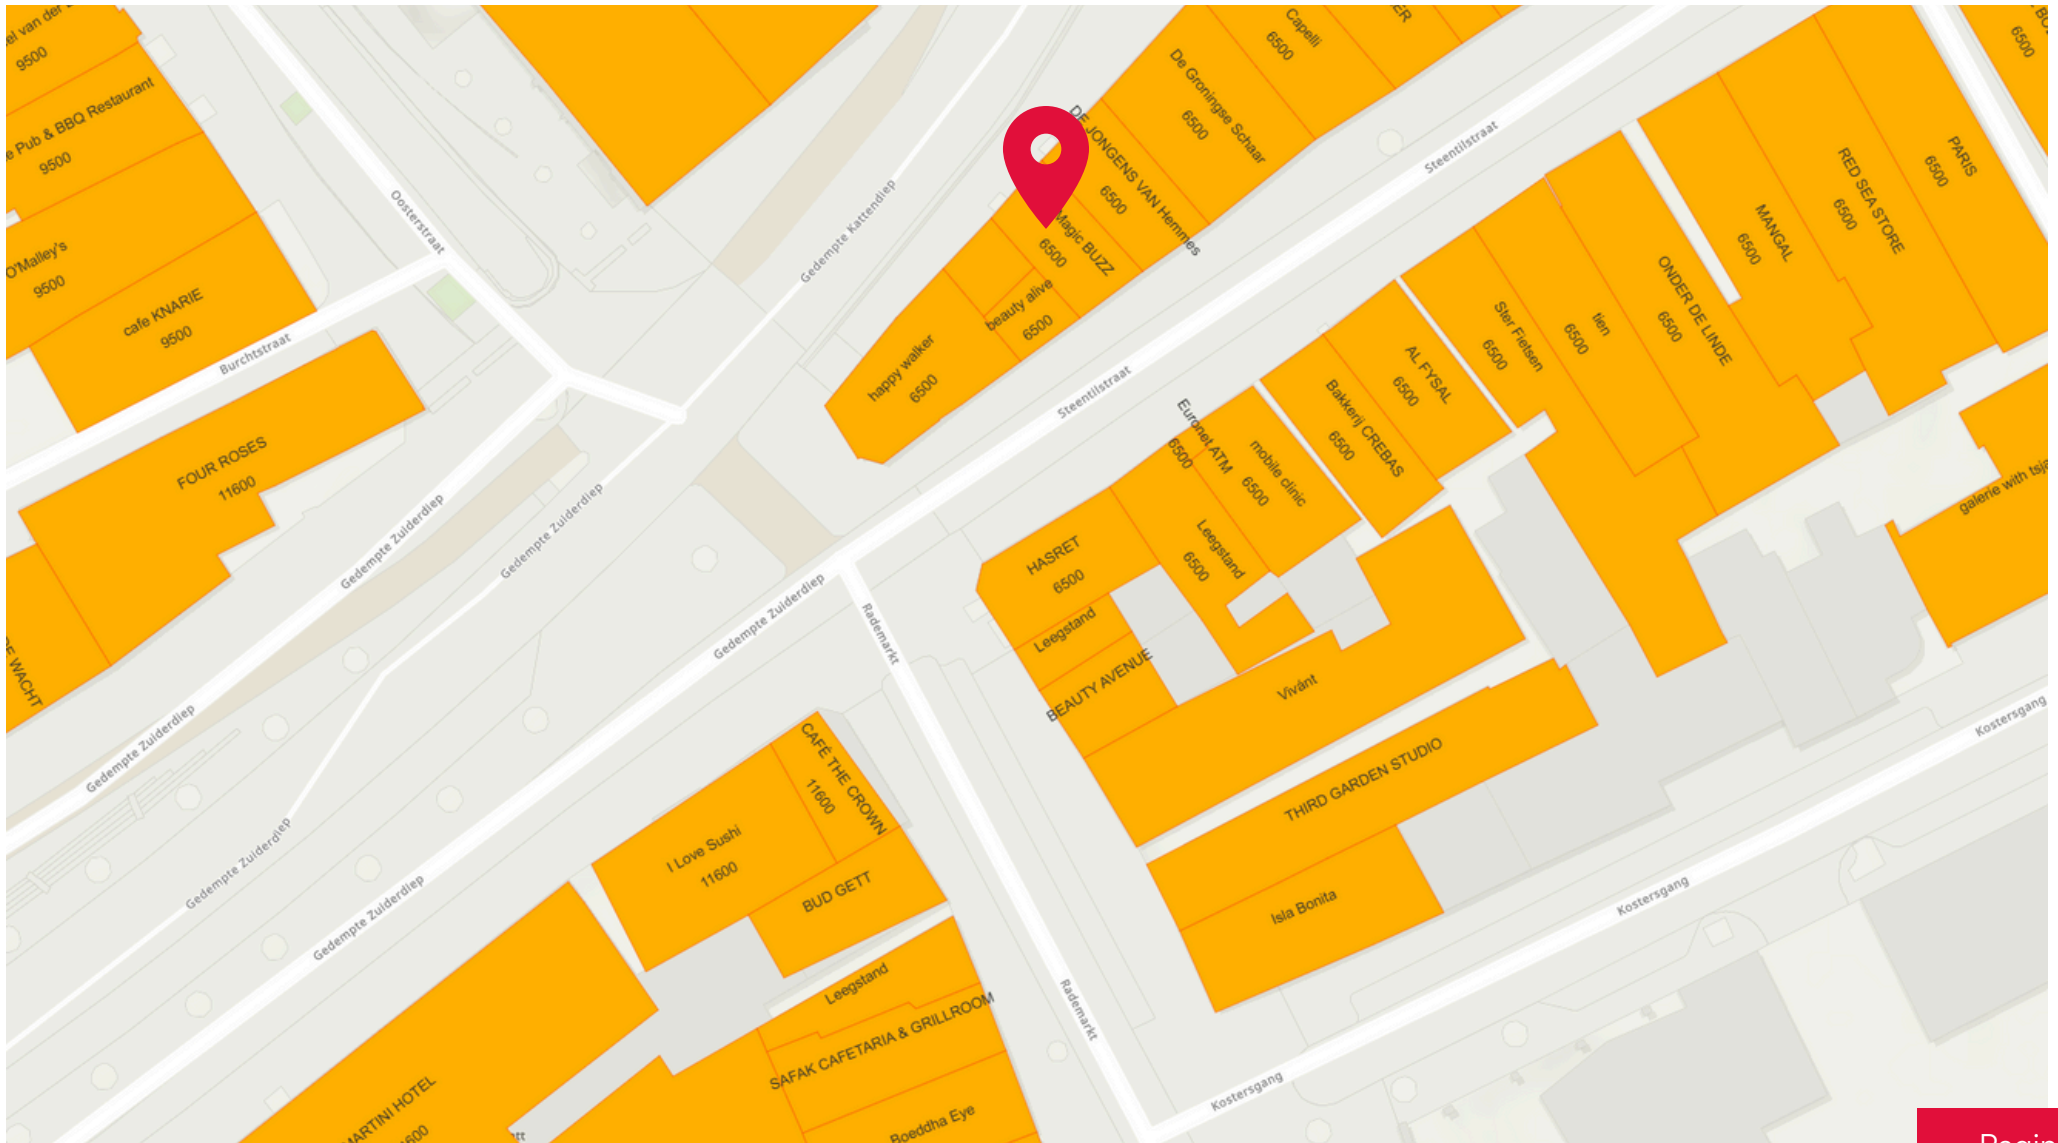 9500
Pub & BBQ Restaurant
9500
O'Malley's
9500
cafe KNARIE
9500
Oosterstraat
Burchtstraat
FOUR ROSES
11600
WACHT
Gedempte Zuiderdiep
Gedempte Zuiderdiep
Gedempte Zuiderdiep
Gedempte Zuiderdiep
Gedempte Zuiderdiep
Gedempte Zuiderdiep
Gedempte Kattendiep
Capelli
6500
De Groningse Schaar
6500
DE JONGENS VAN Hemmes
6500
Magic BUZZ
6500
beauty alive
6500
happy walker
6500
Steentilstraat
Steentilstraat
6500
PARIS
6500
RED SEA STORE
6500
MANGAL
6500
ONDER DE LINDE
6500
tien
6500
Ster Fietsen
6500
AL FYSAL
6500
Bakkerij CREBAS
6500
mobile clinic
6500
Euronet ATM
6500
Leegstand
6500
HASRET
6500
Leegstand
BEAUTY AVENUE
Vivánt
THIRD GARDEN STUDIO
Isla Bonita
galerie with tsja
Rademarkt
Rademarkt
Kostersgang
Kostersgang
Kostersgang
CAFÉ THE CROWN
11600
I Love Sushi
11600
BUD GETT
Leegstand
SAFAK CAFETARIA & GRILLROOM
Boeddha Eye
MARTINI HOTEL